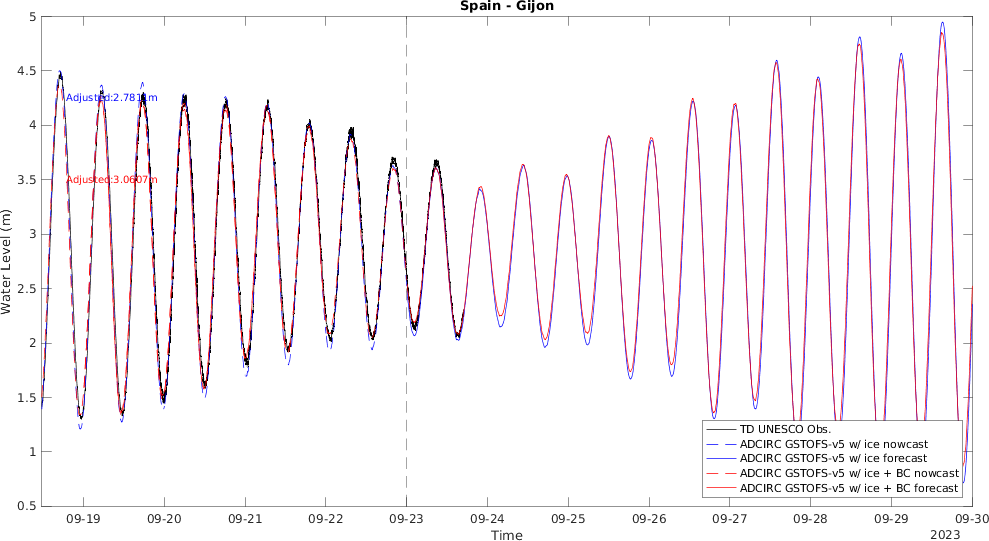 Spain - Gijon
Water Level (m)
5
4.5
4
3.5
3
2.5
2
1.5
1
0.5
Adjusted:3.0607m
TD UNESCO Obs.
ADCIRC GSTOFS-v5 w/ ice nowcast
ADCIRC GSTOFS-v5 w/ ice forecast
ADCIRC GSTOFS-v5 w/ ice + BC nowcast
ADCIRC GSTOFS-v5 w/ ice + BC forecast
09-19 09-20 09-21 09-22 09-23 09-24 09-25 09-26 09-27 09-28 09-29 09-30
Time
2023